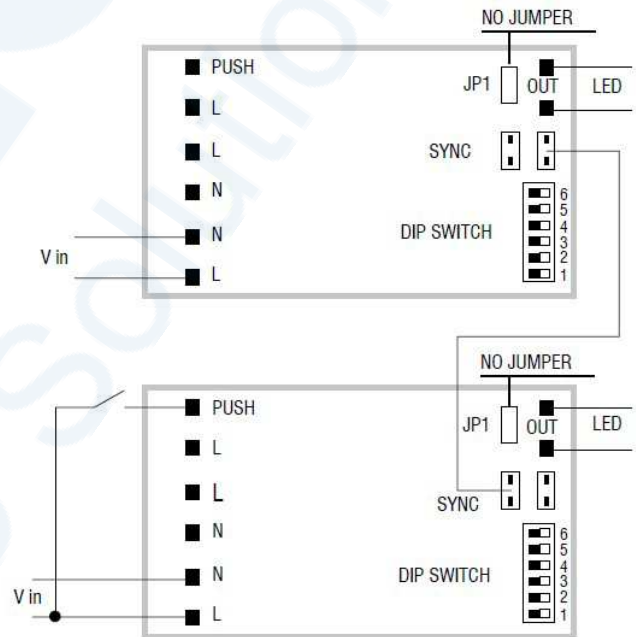 NO JUMPER
PUSH
JP1
OUT
LED
L
L
SYNC
N
6
5
4
3
2
1
N
DIP SWITCH
V in
L
NO JUMPER
PUSH
JP1
OUT
LED
L
L
SYNC
N
6
5
4
3
2
1
N
DIP SWITCH
V in
L
Solutio